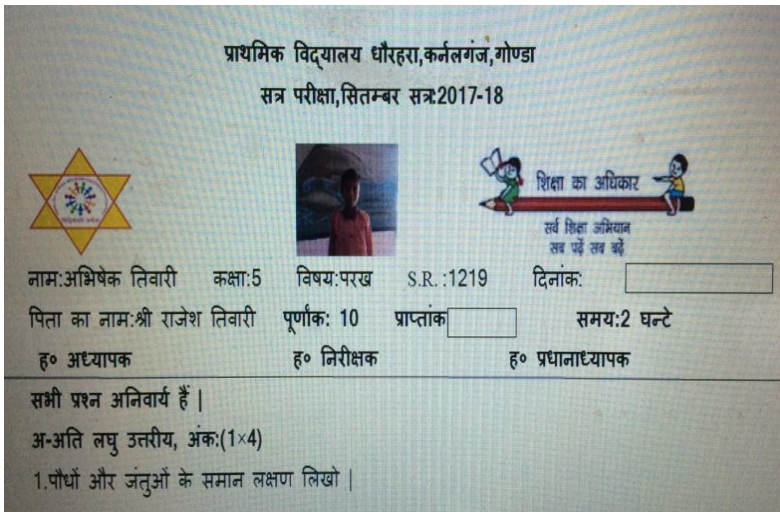 प्राथमिक विद्यालय धौरहरा,कर्नलगंज,गोण्डा
सत्र परीक्षा,सितम्बर सत्र:2017-18
शिक्षा का अधिकार
सर्व शिक्षा अभियान
सब पढ़ें सब बढ़ें
नाम:अभिषेक तिवारी कक्षा:5 विषय:परख S.R.:1219 दिनांक:
पिता का नाम:श्री राजेश तिवारी पूर्णांक: 10 प्राप्तांक समय:2 घन्टे
ह० अध्यापक ह० निरीक्षक ह० प्रधानाध्यापक
सभी प्रश्न अनिवार्य हैं |
अ-अति लघु उत्तरीय, अंक:(1×4)
1.पौधों और जंतुओं के समान लक्षण लिखो |